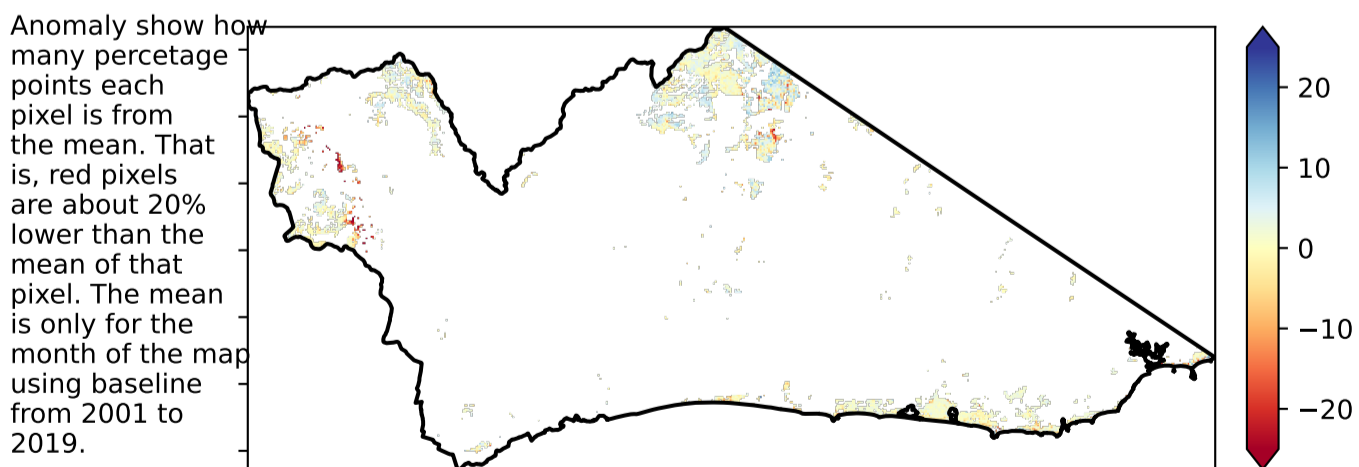 Anomaly show how
many percetage
points each
pixel is from
the mean. That
is, red pixels
are about 20%
lower than the
mean of that
pixel. The mean
is only for the
month of the map
using baseline
from 2001 to
2019.
20
10
0
−10
−20